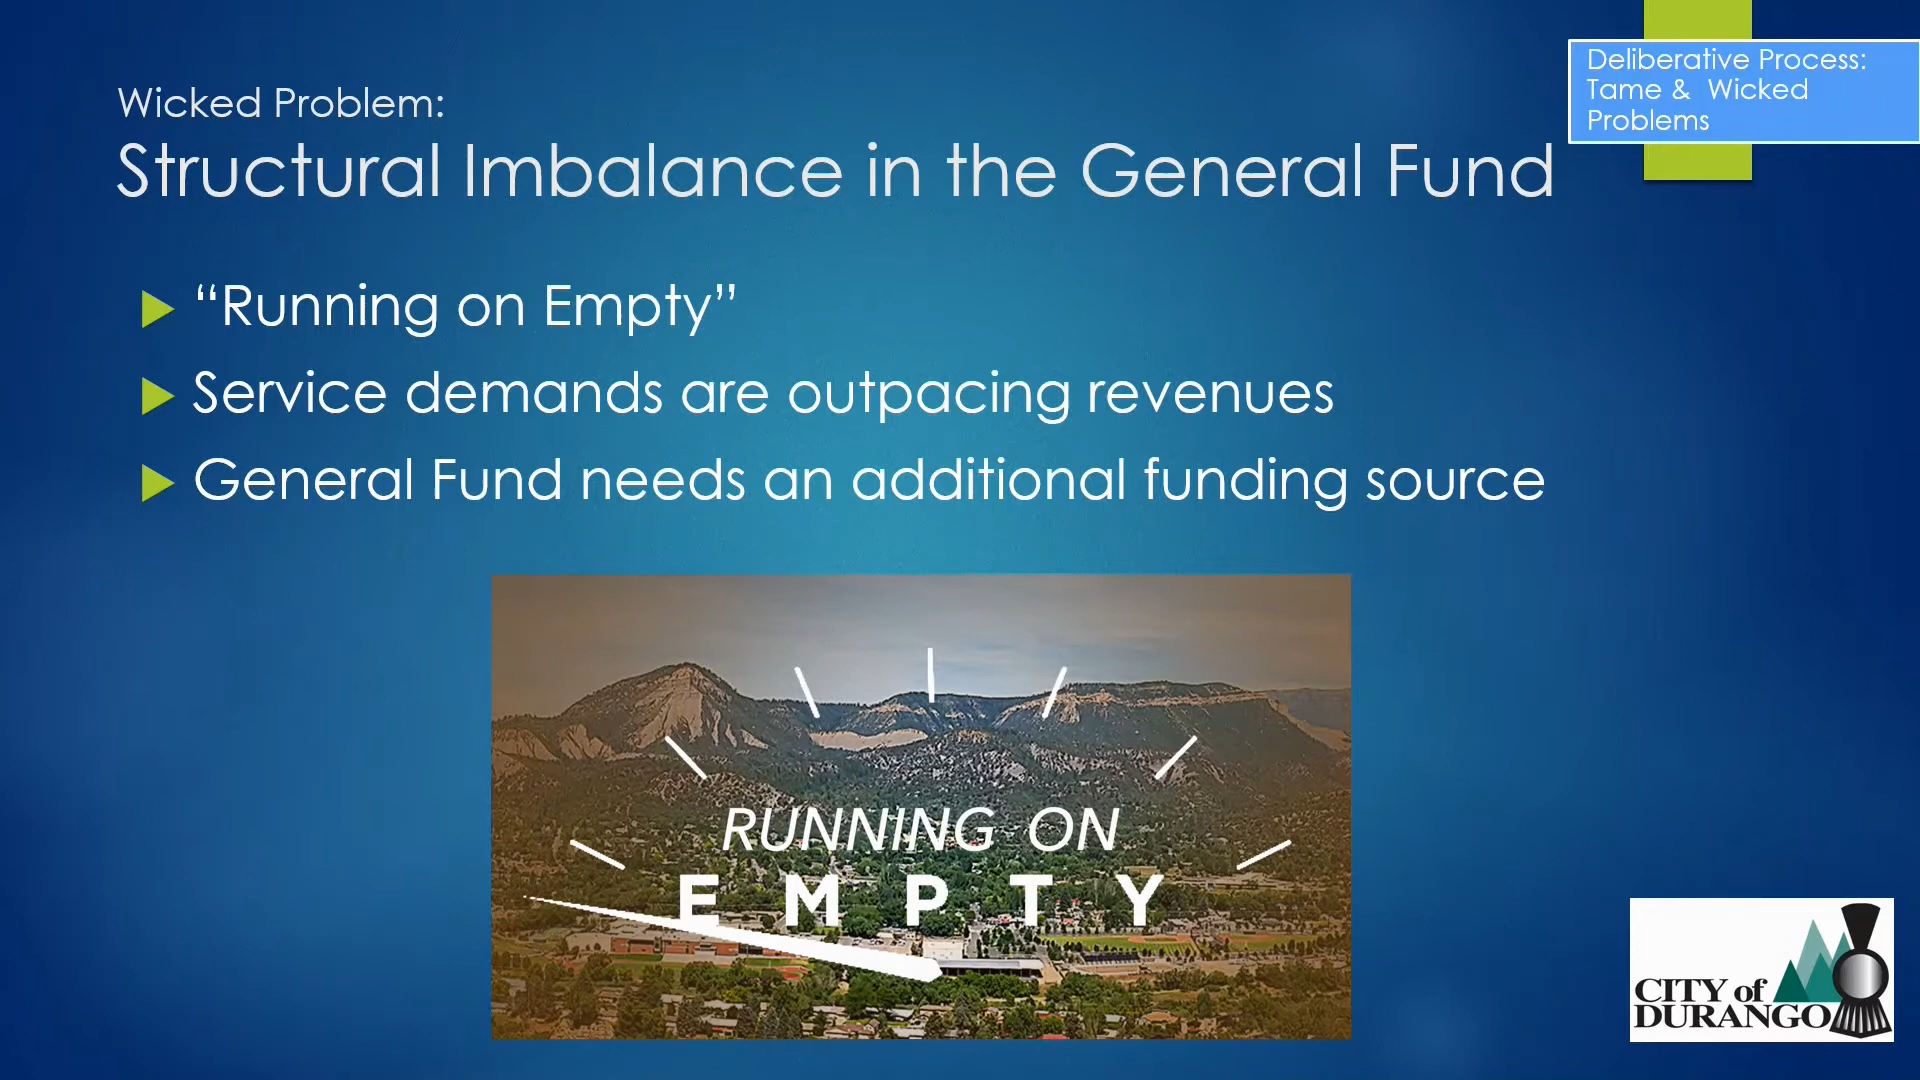 Deliberative Process:
Tame & Wicked
Problems
Wicked Problem:
Structural Imbalance in the General Fund
“Running on Empty”
Service demands are outpacing revenues
General Fund needs an additional funding source
RUNNING ON
EMPTY
CITY of
DURANGO